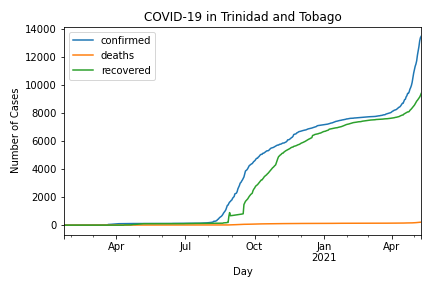 COVID-19 in Trinidad and Tobago
confirmed
deaths
recovered
Number of Cases
14000
12000
10000
8000
6000
4000
2000
0
Apr
Jul
Oct
Jan
2021
Apr
Day